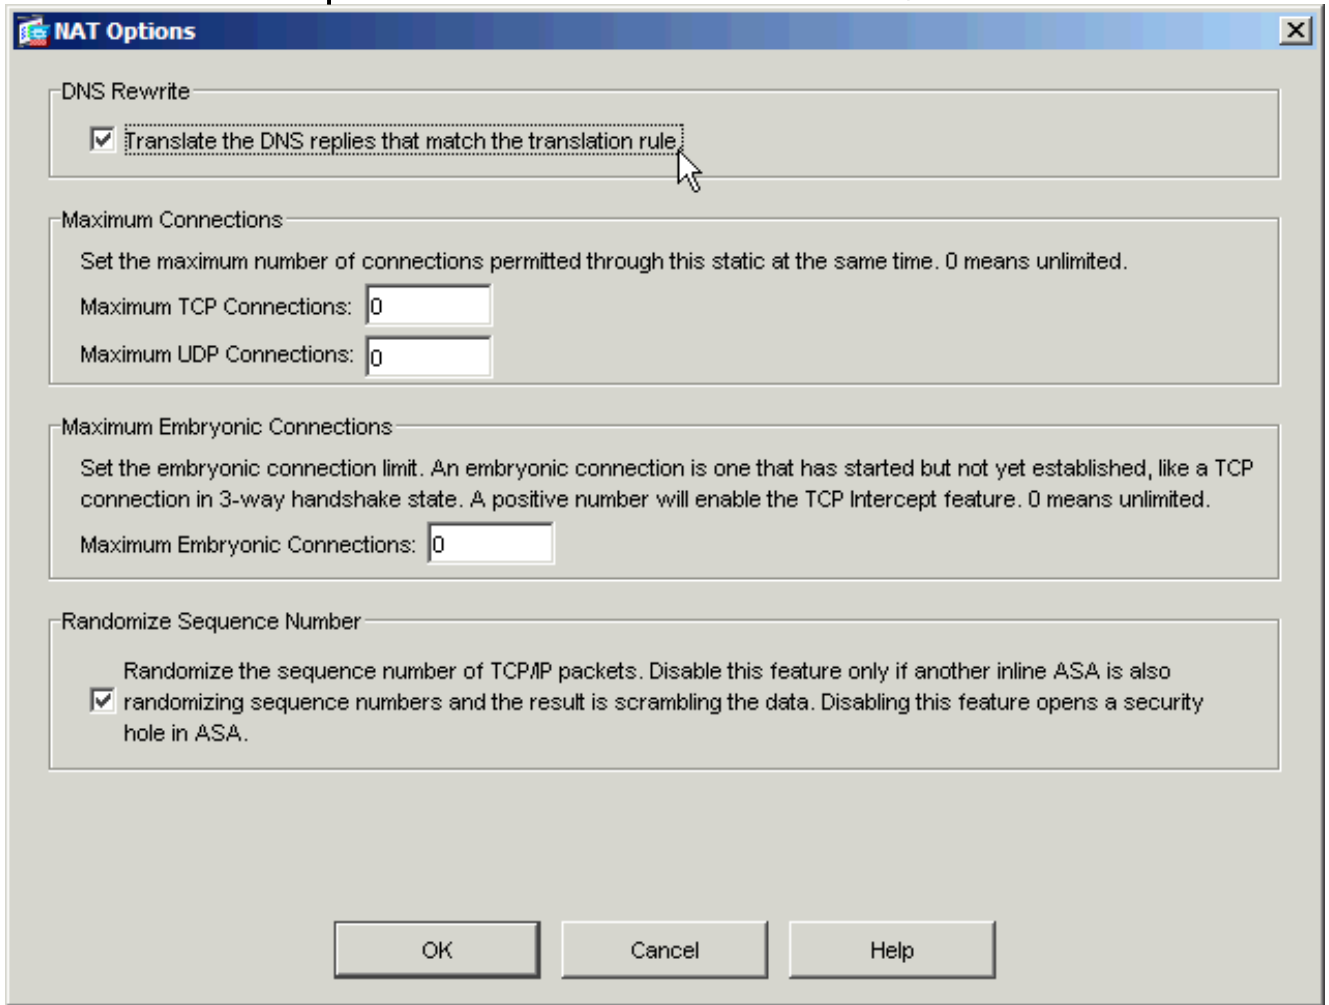 NAT Options
DNS Rewrite
Translate the DNS replies that match the translation rule.
Maximum Connections
Set the maximum number of connections permitted through this static at the same time. 0 means unlimited.
Maximum TCP Connections: 0
Maximum UDP Connections: 0
Maximum Embryonic Connections
Set the embryonic connection limit. An embryonic connection is one that has started but not yet established, like a TCP
connection in 3-way handshake state. A positive number will enable the TCP Intercept feature. 0 means unlimited.
Maximum Embryonic Connections: 0
Randomize Sequence Number
Randomize the sequence number of TCP/IP packets. Disable this feature only if another inline ASA is also
randomizing sequence numbers and the result is scrambling the data. Disabling this feature opens a security
hole in ASA.
OK Cancel Help